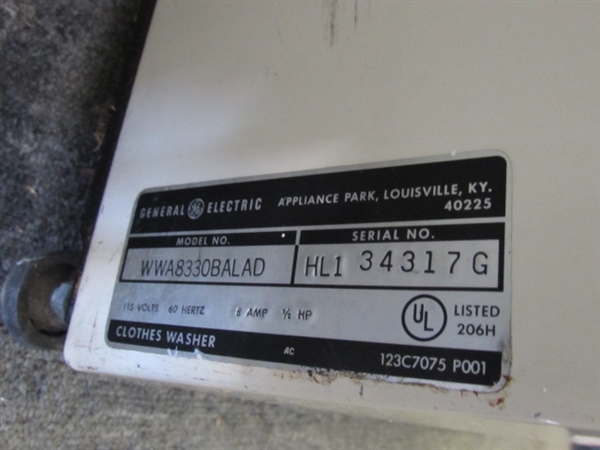 GENERAL GE ELECTRIC APPLIANCE PARK, LOUISVILLE, KY.
40225
MODEL NO. SERIAL NO.
WWA8330BALAD HL1 34317G
115 VOLTS 60 HERTZ 8 AMP ½ HP UL LISTED
206H
CLOTHES WASHER AC 123C7075 P001